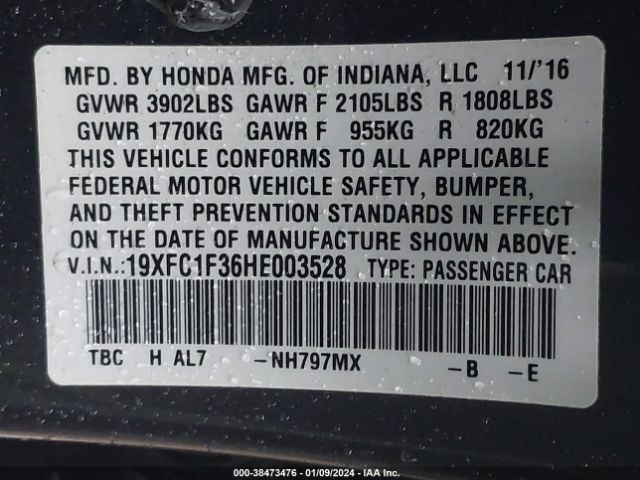 MFD. BY HONDA MFG. OF INDIANA, LLC 11/'16
GVWR 3902LBS GAWR F 2105LBS R 1808LBS
GVWR 1770KG GAWR F 955KG R 820KG
THIS VEHICLE CONFORMS TO ALL APPLICABLE
FEDERAL MOTOR VEHICLE SAFETY, BUMPER,
AND THEFT PREVENTION STANDARDS IN EFFECT
ON THE DATE OF MANUFACTURE SHOWN ABOVE.
V.I.N.:19XFC1F36HE003528 TYPE: PASSENGER CAR
TBC H AL7 -NH797MX -B -E
000-38473476 - 01/09/2024 - IAA Inc.